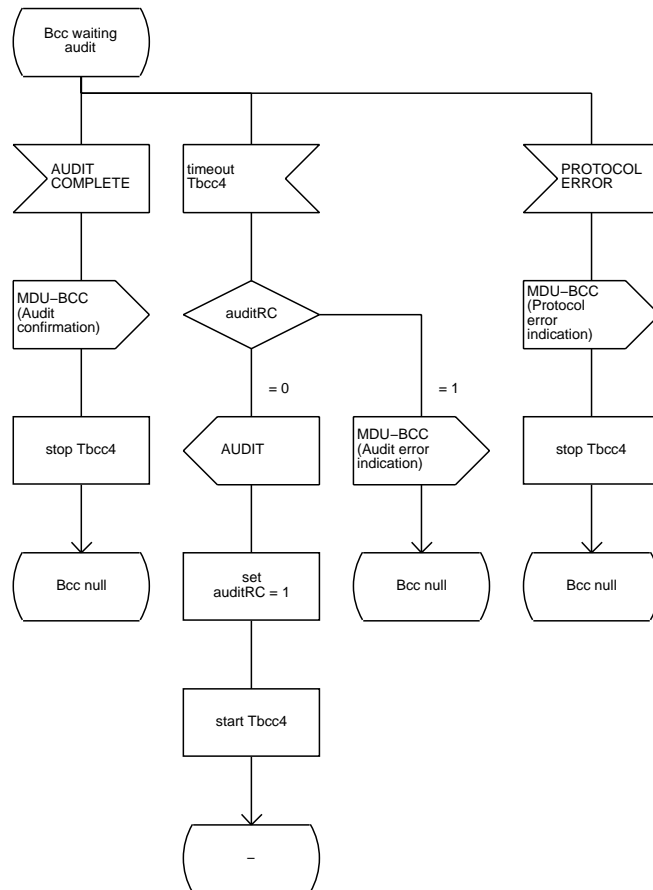 Bcc waiting
audit
AUDIT
COMPLETE
timeout
Tbcc4
PROTOCOL
ERROR
MDU−BCC
(Audit
confirmation)
auditRC
MDU−BCC
(Protocol
error
indication)
= 0
= 1
stop Tbcc4
AUDIT
MDU−BCC
(Audit error
indication)
stop Tbcc4
Bcc null
set
auditRC = 1
Bcc null
Bcc null
start Tbcc4
−